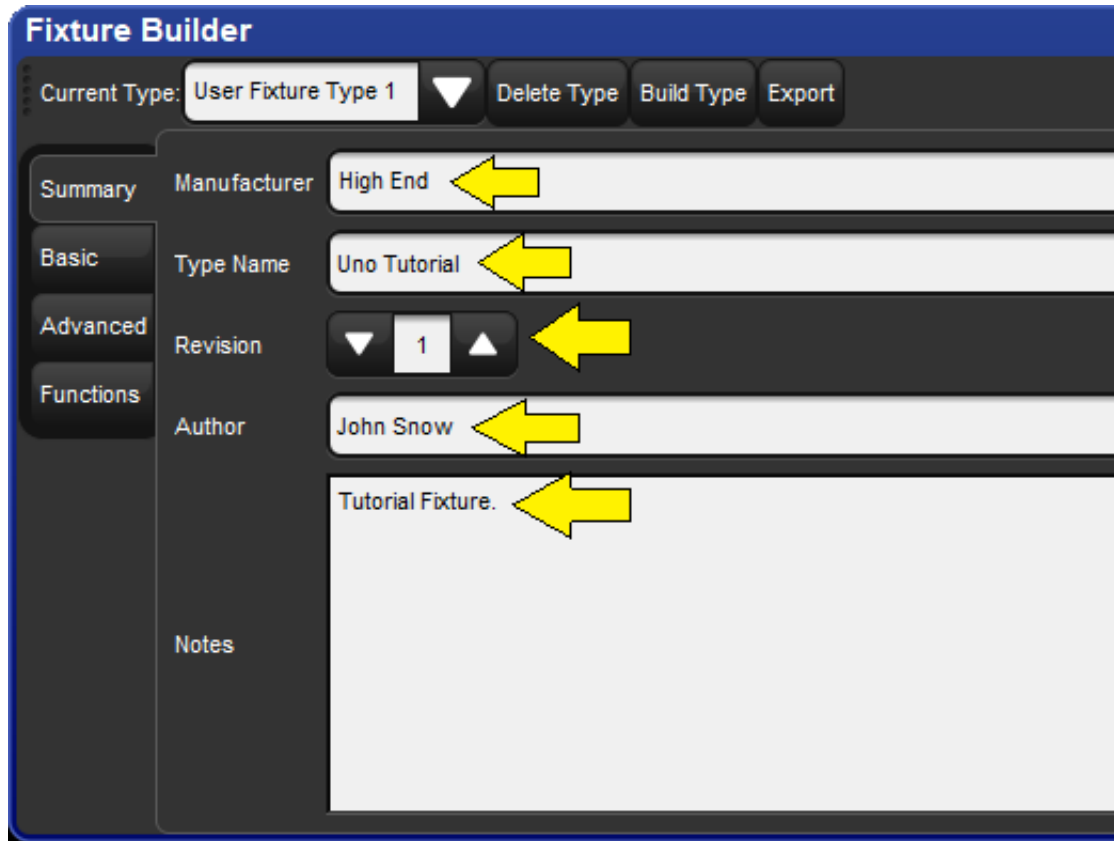 Fixture Builder
Current Type: User Fixture Type 1 Delete Type Build Type Export
Summary
Basic
Advanced
Functions
Manufacturer High End
Type Name Uno Tutorial
Revision 1
Author John Snow
Notes Tutorial Fixture.